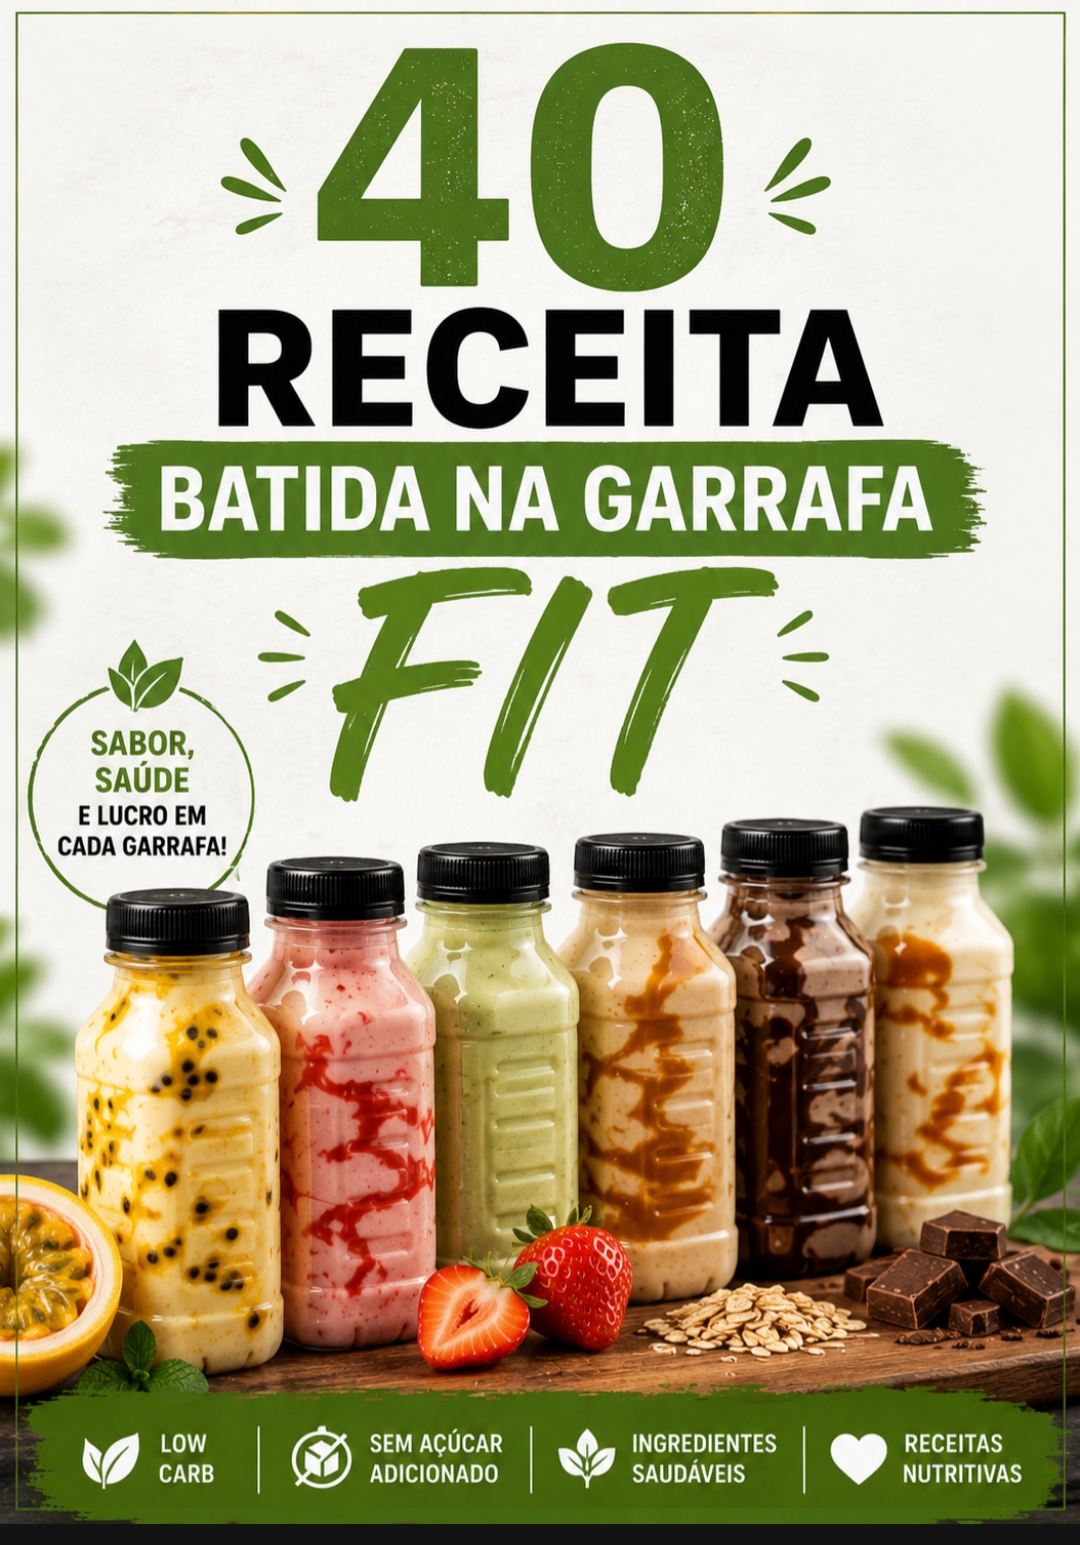 40
RECEITA
BATIDA NA GARRAFA
FIT
SABOR,
SAÚDE
E LUCRO EM
CADA GARRAFA!
LOW
CARB
SEM AÇÚCAR
ADICIONADO
INGREDIENTES
SAUDÁVEIS
RECEITAS
NUTRITIVAS